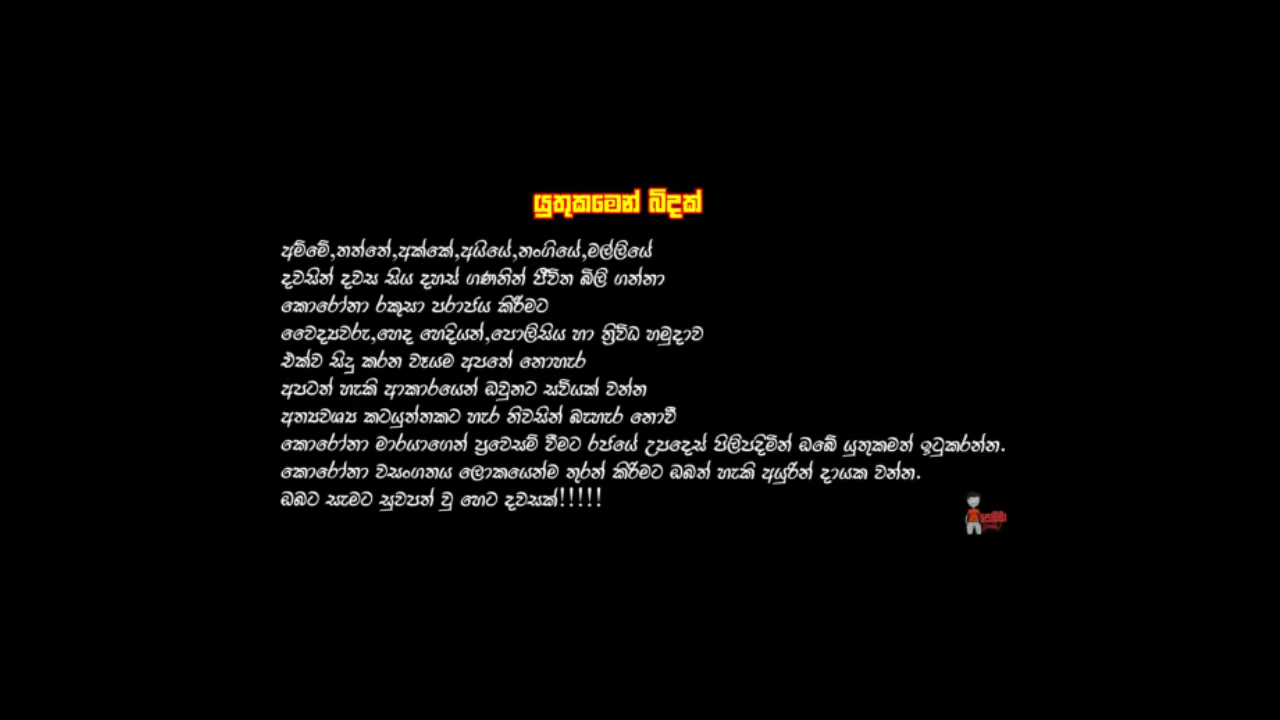 යුතුකමෙන් බිදක්
අම්මේ,තත්තේ,අක්කේ,අයියේ,නංගියේ,මල්ලියේ
දවසින් දවස සිය දහස් ගණනින් ජීවිත බිලි ගන්නා
කොරෝනා රකුසා පරාජය කිරීමට
වෛද්‍යවරු,හෙද හෙදියන්,පොලිසිය හා ත්‍රිවිධ හමුදාව
එක්ව සිදු කරන වෑයම අපතේ නොහැර
අපටත් හැකි ආකාරයෙන් ඔවුනට සවියක් වන්න
අත්‍යවශ්‍ය කටයුත්තකට හැර නිවසින් බැහැර නොවී
කොරෝනා මාරයාගෙන් ප්‍රවෙසම් වීමට රජයේ උපදෙස් පිලිපදිමින් ඔබේ යුතුකමත් ඉටුකරන්න.
කොරෝනා වසංගතය ලොකයෙන්ම තුරන් කිරිමට ඔබත් හැකි අයුරින් දායක වන්න.
ඔබට සැමට සුවපත් වු හෙට දවසක්!!!!!